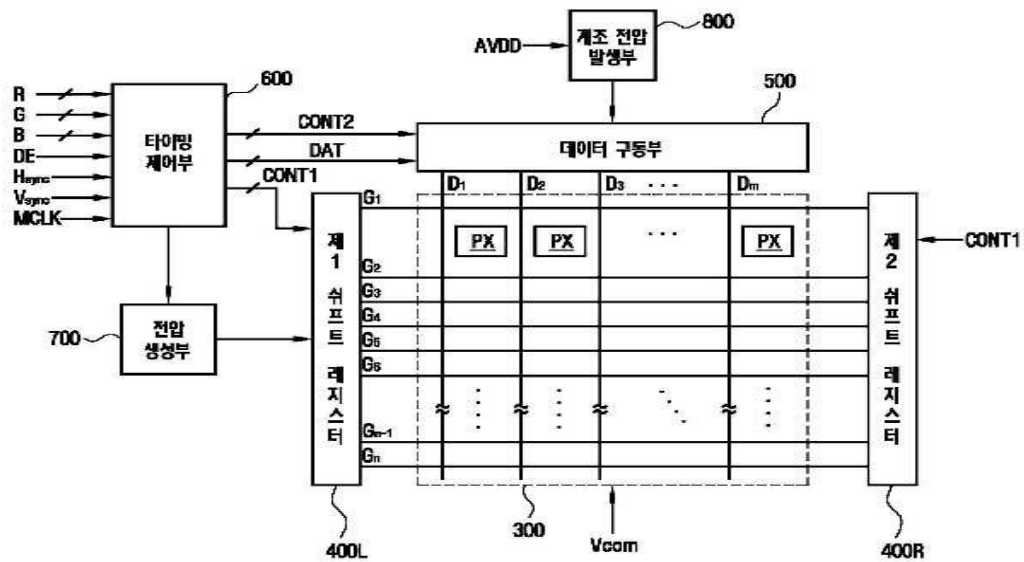 800
AVDD
계조 전압
발생부
600
500
R
G
B
DE
Hsync
Vsync
MCLK
타이밍
제어부
CONT2
DAT
CONT1
데이터 구동부
D1 D2 D3 ··· Dm
G1
PX PX ··· PX
제 1 쉬프트 레지스터
제 2 쉬프트 레지스터
CONT1
G2
G3
G4
G5
G6
700
전압
생성부
Gn-1
Gn
400L
300
Vcom
400R